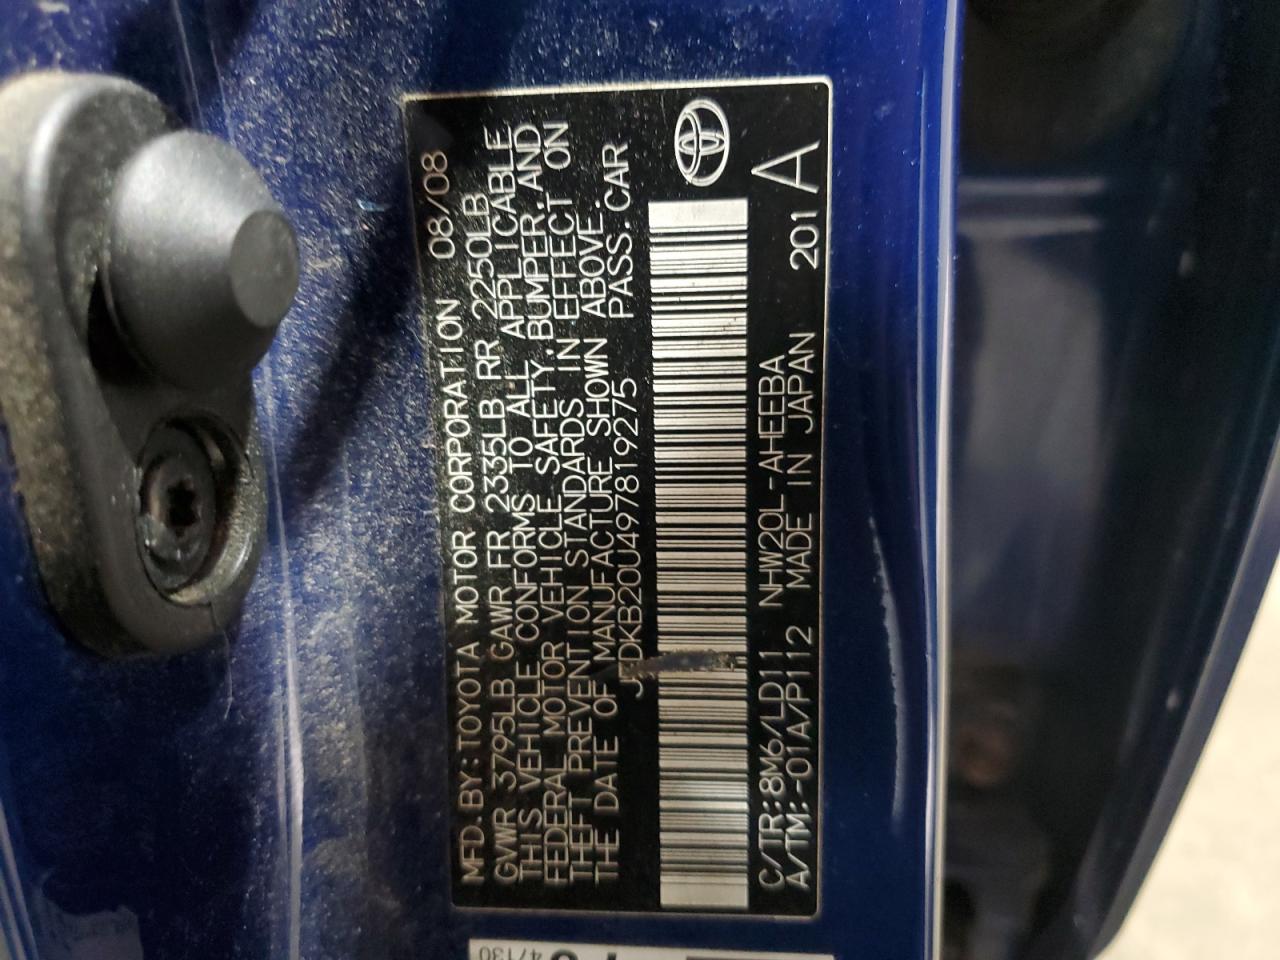 MFD.BY:TOYOTA MOTOR CORPORATION 08/08
GVWR 3795LB GAWR FR 2335LB RR 2250LB
THIS VEHICLE CONFORMS TO ALL APPLICABLE
FEDERAL MOTOR VEHICLE SAFETY,BUMPER,AND
THEFT PREVENTION STANDARDS IN EFFECT ON
THE DATE OF MANUFACTURE SHOWN ABOVE.
JTDKB20U497819275 PASS.CAR
C/TR:8M6/LD11 NHW20L-AHEEBA
A/TM:-01A/P112 MADE IN JAPAN 201 A
47130